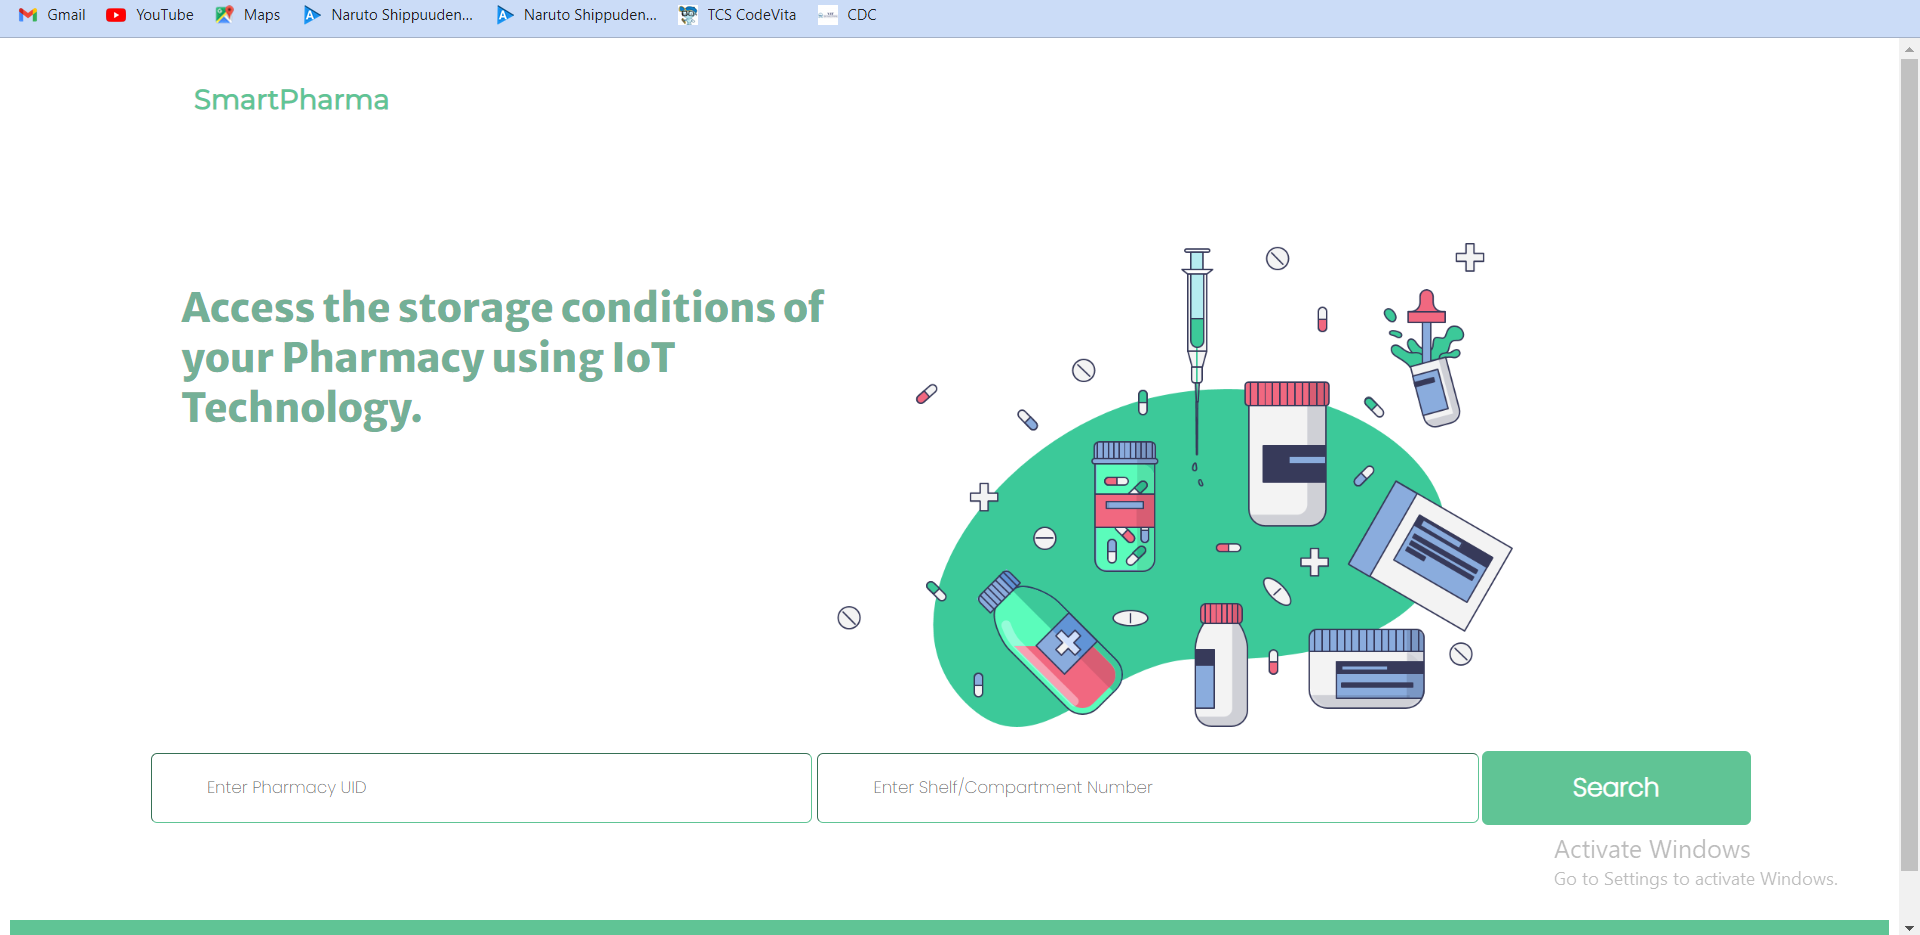 Gmail YouTube Maps Naruto Shippuuden... Naruto Shippuden... TCS CodeVita CDC
SmartPharma
Access the storage conditions of
your Pharmacy using IoT
Technology.
Enter Pharmacy UID Enter Shelf/Compartment Number Search
Activate Windows
Go to Settings to activate Windows.